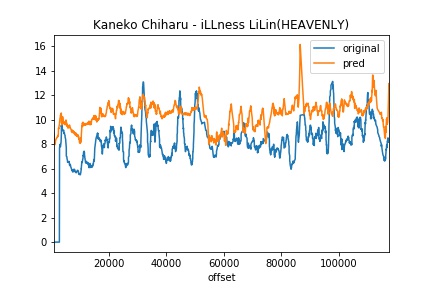 Kaneko Chiharu - iLLness LiLin(HEAVENLY)
original
pred
16
14
12
10
8
6
4
2
0
20000 40000 60000 80000 100000
offset